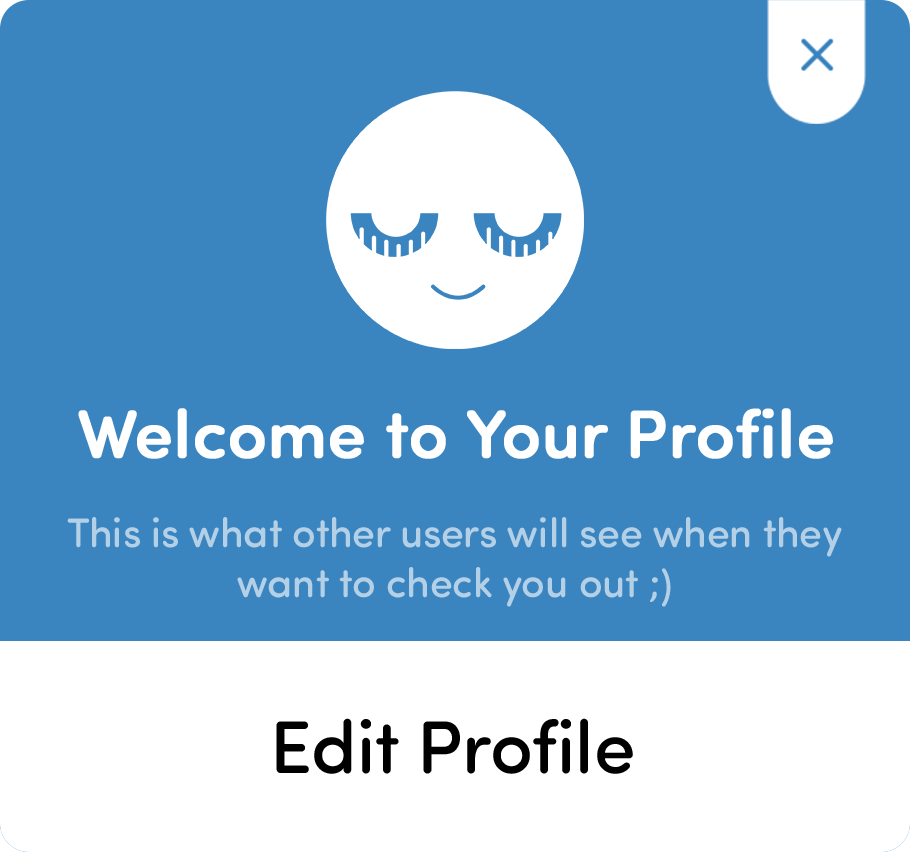 Welcome to Your Profile
This is what other users will see when they
want to check you out ;)
Edit Profile